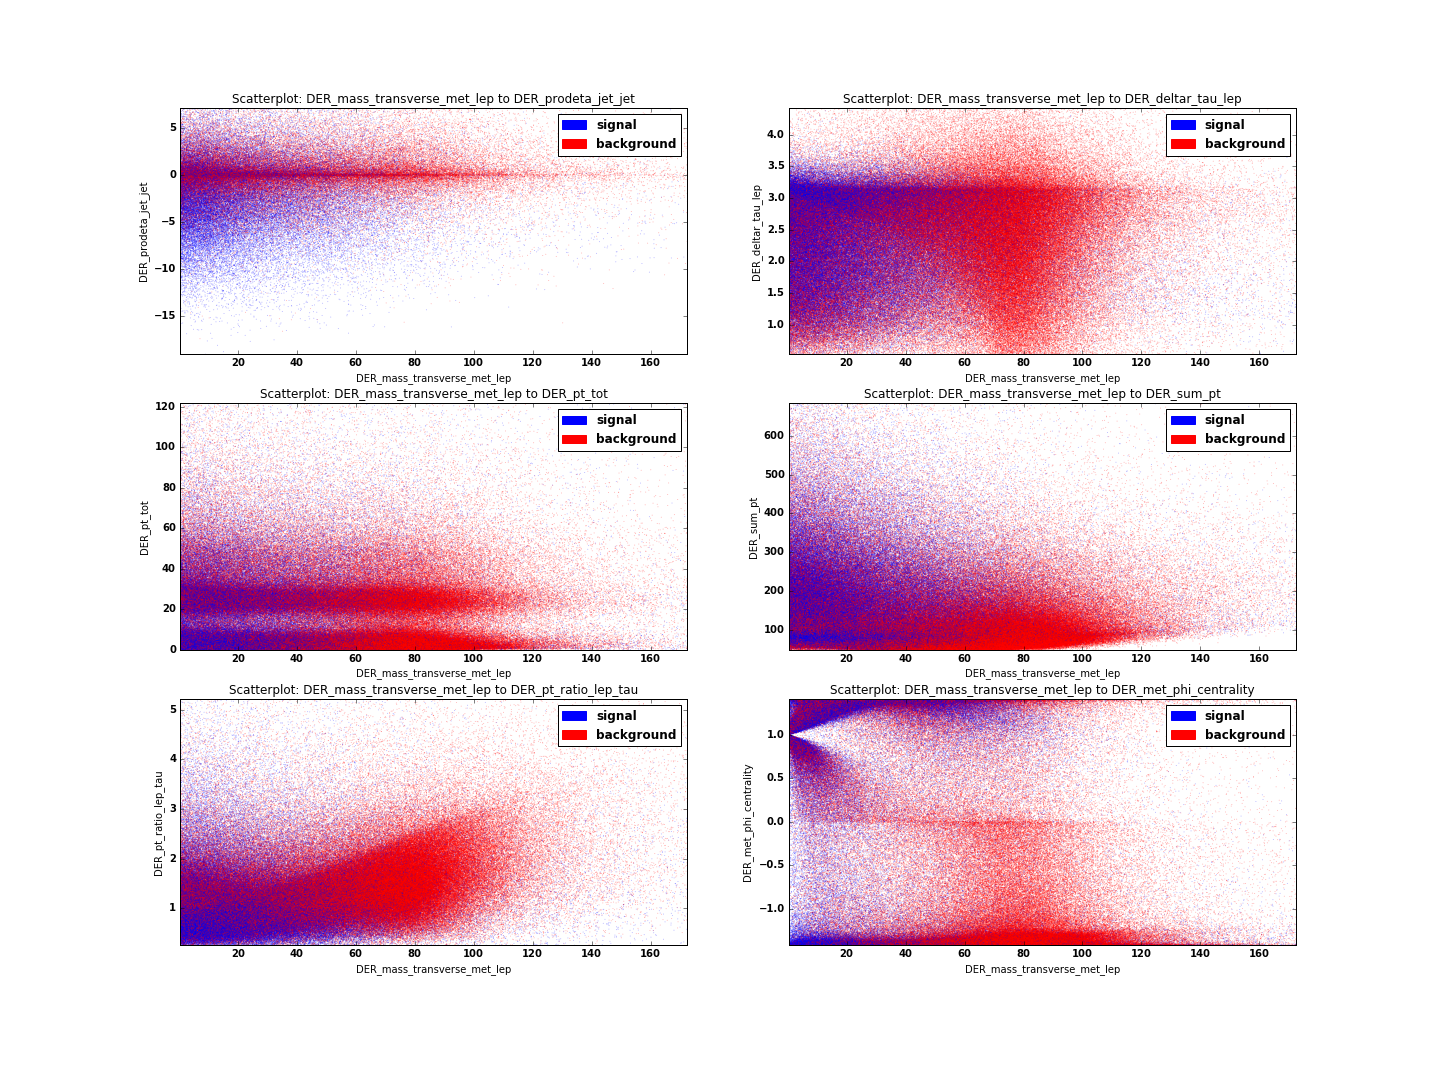 Scatterplot: DER_mass_transverse_met_lep to DER_prodeta_jet_jet
signal
background
5
0
−5
−10
−15
DER_prodeta_jet_jet
20 40 60 80 100 120 140 160
DER_mass_transverse_met_lep
Scatterplot: DER_mass_transverse_met_lep to DER_deltar_tau_lep
signal
background
4.0
3.5
3.0
2.5
2.0
1.5
1.0
DER_deltar_tau_lep
20 40 60 80 100 120 140 160
DER_mass_transverse_met_lep
Scatterplot: DER_mass_transverse_met_lep to DER_pt_tot
signal
background
120
100
80
60
40
20
0
DER_pt_tot
20 40 60 80 100 120 140 160
DER_mass_transverse_met_lep
Scatterplot: DER_mass_transverse_met_lep to DER_sum_pt
signal
background
600
500
400
300
200
100
DER_sum_pt
20 40 60 80 100 120 140 160
DER_mass_transverse_met_lep
Scatterplot: DER_mass_transverse_met_lep to DER_pt_ratio_lep_tau
signal
background
5
4
3
2
1
DER_pt_ratio_lep_tau
20 40 60 80 100 120 140 160
DER_mass_transverse_met_lep
Scatterplot: DER_mass_transverse_met_lep to DER_met_phi_centrality
signal
background
1.0
0.5
0.0
−0.5
−1.0
DER_met_phi_centrality
20 40 60 80 100 120 140 160
DER_mass_transverse_met_lep